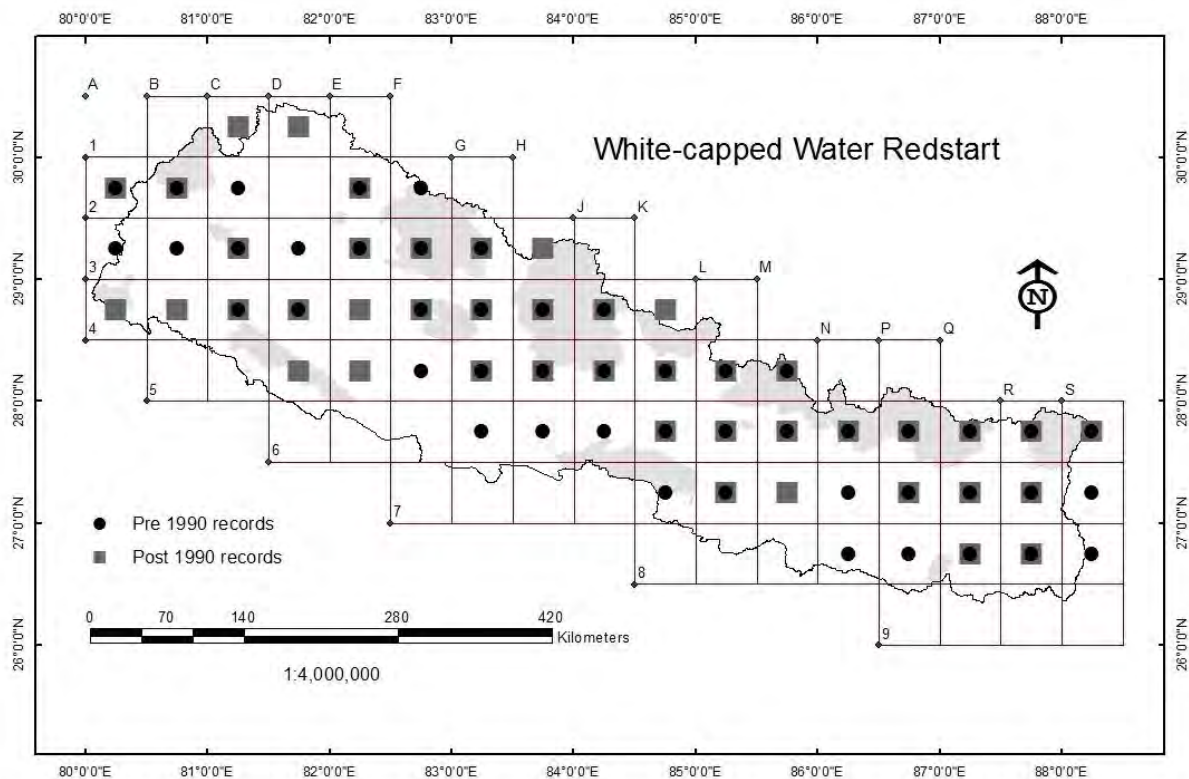 80°0'0"E 81°0'0"E 82°0'0"E 83°0'0"E 84°0'0"E 85°0'0"E 86°0'0"E 87°0'0"E 88°0'0"E
A B C D E F
White-capped Water Redstart
30°0'0"N 1 G H 30°0'0"N
2 J K
29°0'0"N 3 L M 29°0'0"N
N
4 N P Q
28°0'0"N 5 R S 28°0'0"N
6
27°0'0"N 7 27°0'0"N
Pre 1990 records
Post 1990 records
8
0 70 140 280 420
Kilometers
26°0'0"N 9 26°0'0"N
1:4,000,000
80°0'0"E 81°0'0"E 82°0'0"E 83°0'0"E 84°0'0"E 85°0'0"E 86°0'0"E 87°0'0"E 88°0'0"E